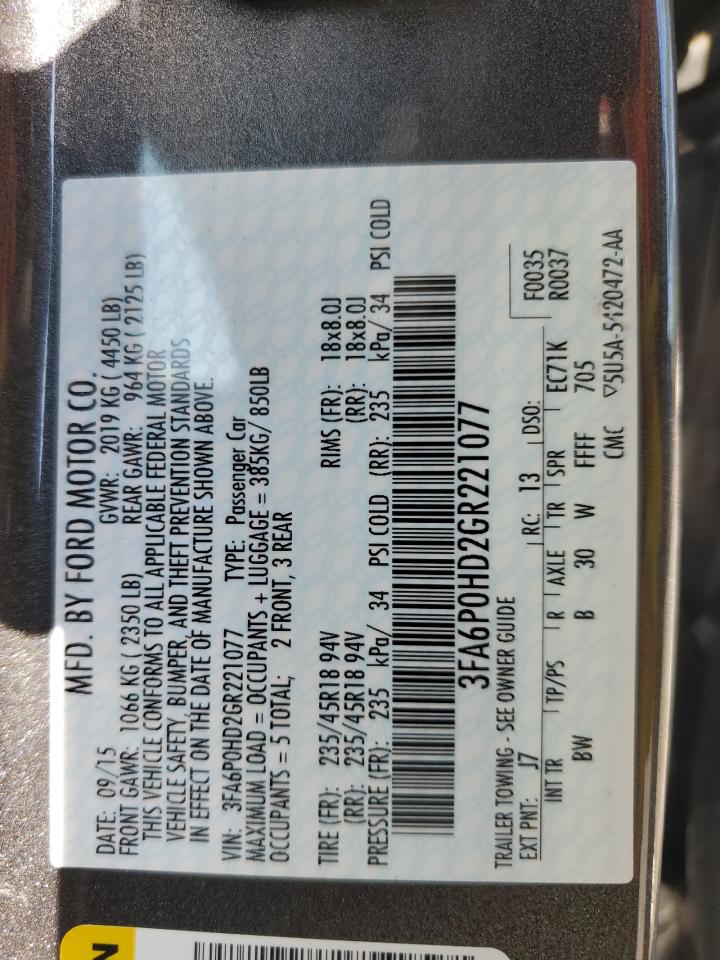 MFD. BY FORD MOTOR CO.
DATE: 09/15 GVWR: 2019 KG ( 4450 LB)
FRONT GAWR: 1066 KG ( 2350 LB) REAR GAWR: 964 KG ( 2125 LB)
THIS VEHICLE CONFORMS TO ALL APPLICABLE FEDERAL MOTOR
VEHICLE SAFETY, BUMPER, AND THEFT PREVENTION STANDARDS
IN EFFECT ON THE DATE OF MANUFACTURE SHOWN ABOVE.
VIN: 3FA6P0HD2GR221077 TYPE: Passenger Car
MAXIMUM LOAD = OCCUPANTS + LUGGAGE = 385KG/ 850LB
OCCUPANTS = 5 TOTAL; 2 FRONT, 3 REAR
TIRE (FR): 235/45R18 94V RIMS (FR): 18x8.0J
(RR): 235/45R18 94V (RR): 18x8.0J
PRESSURE (FR): 235 kPa/ 34 PSI COLD (RR): 235 kPa/ 34 PSI COLD
3FA6P0HD2GR221077
TRAILER TOWING - SEE OWNER GUIDE F0035
EXT PNT: J7 RC: 13 DSO: R0037
INT TR TP/PS R AXLE TR SPR EC71K
BW B 30 W FFFF 705
CMC ▽5U5A-5420472-AA
N